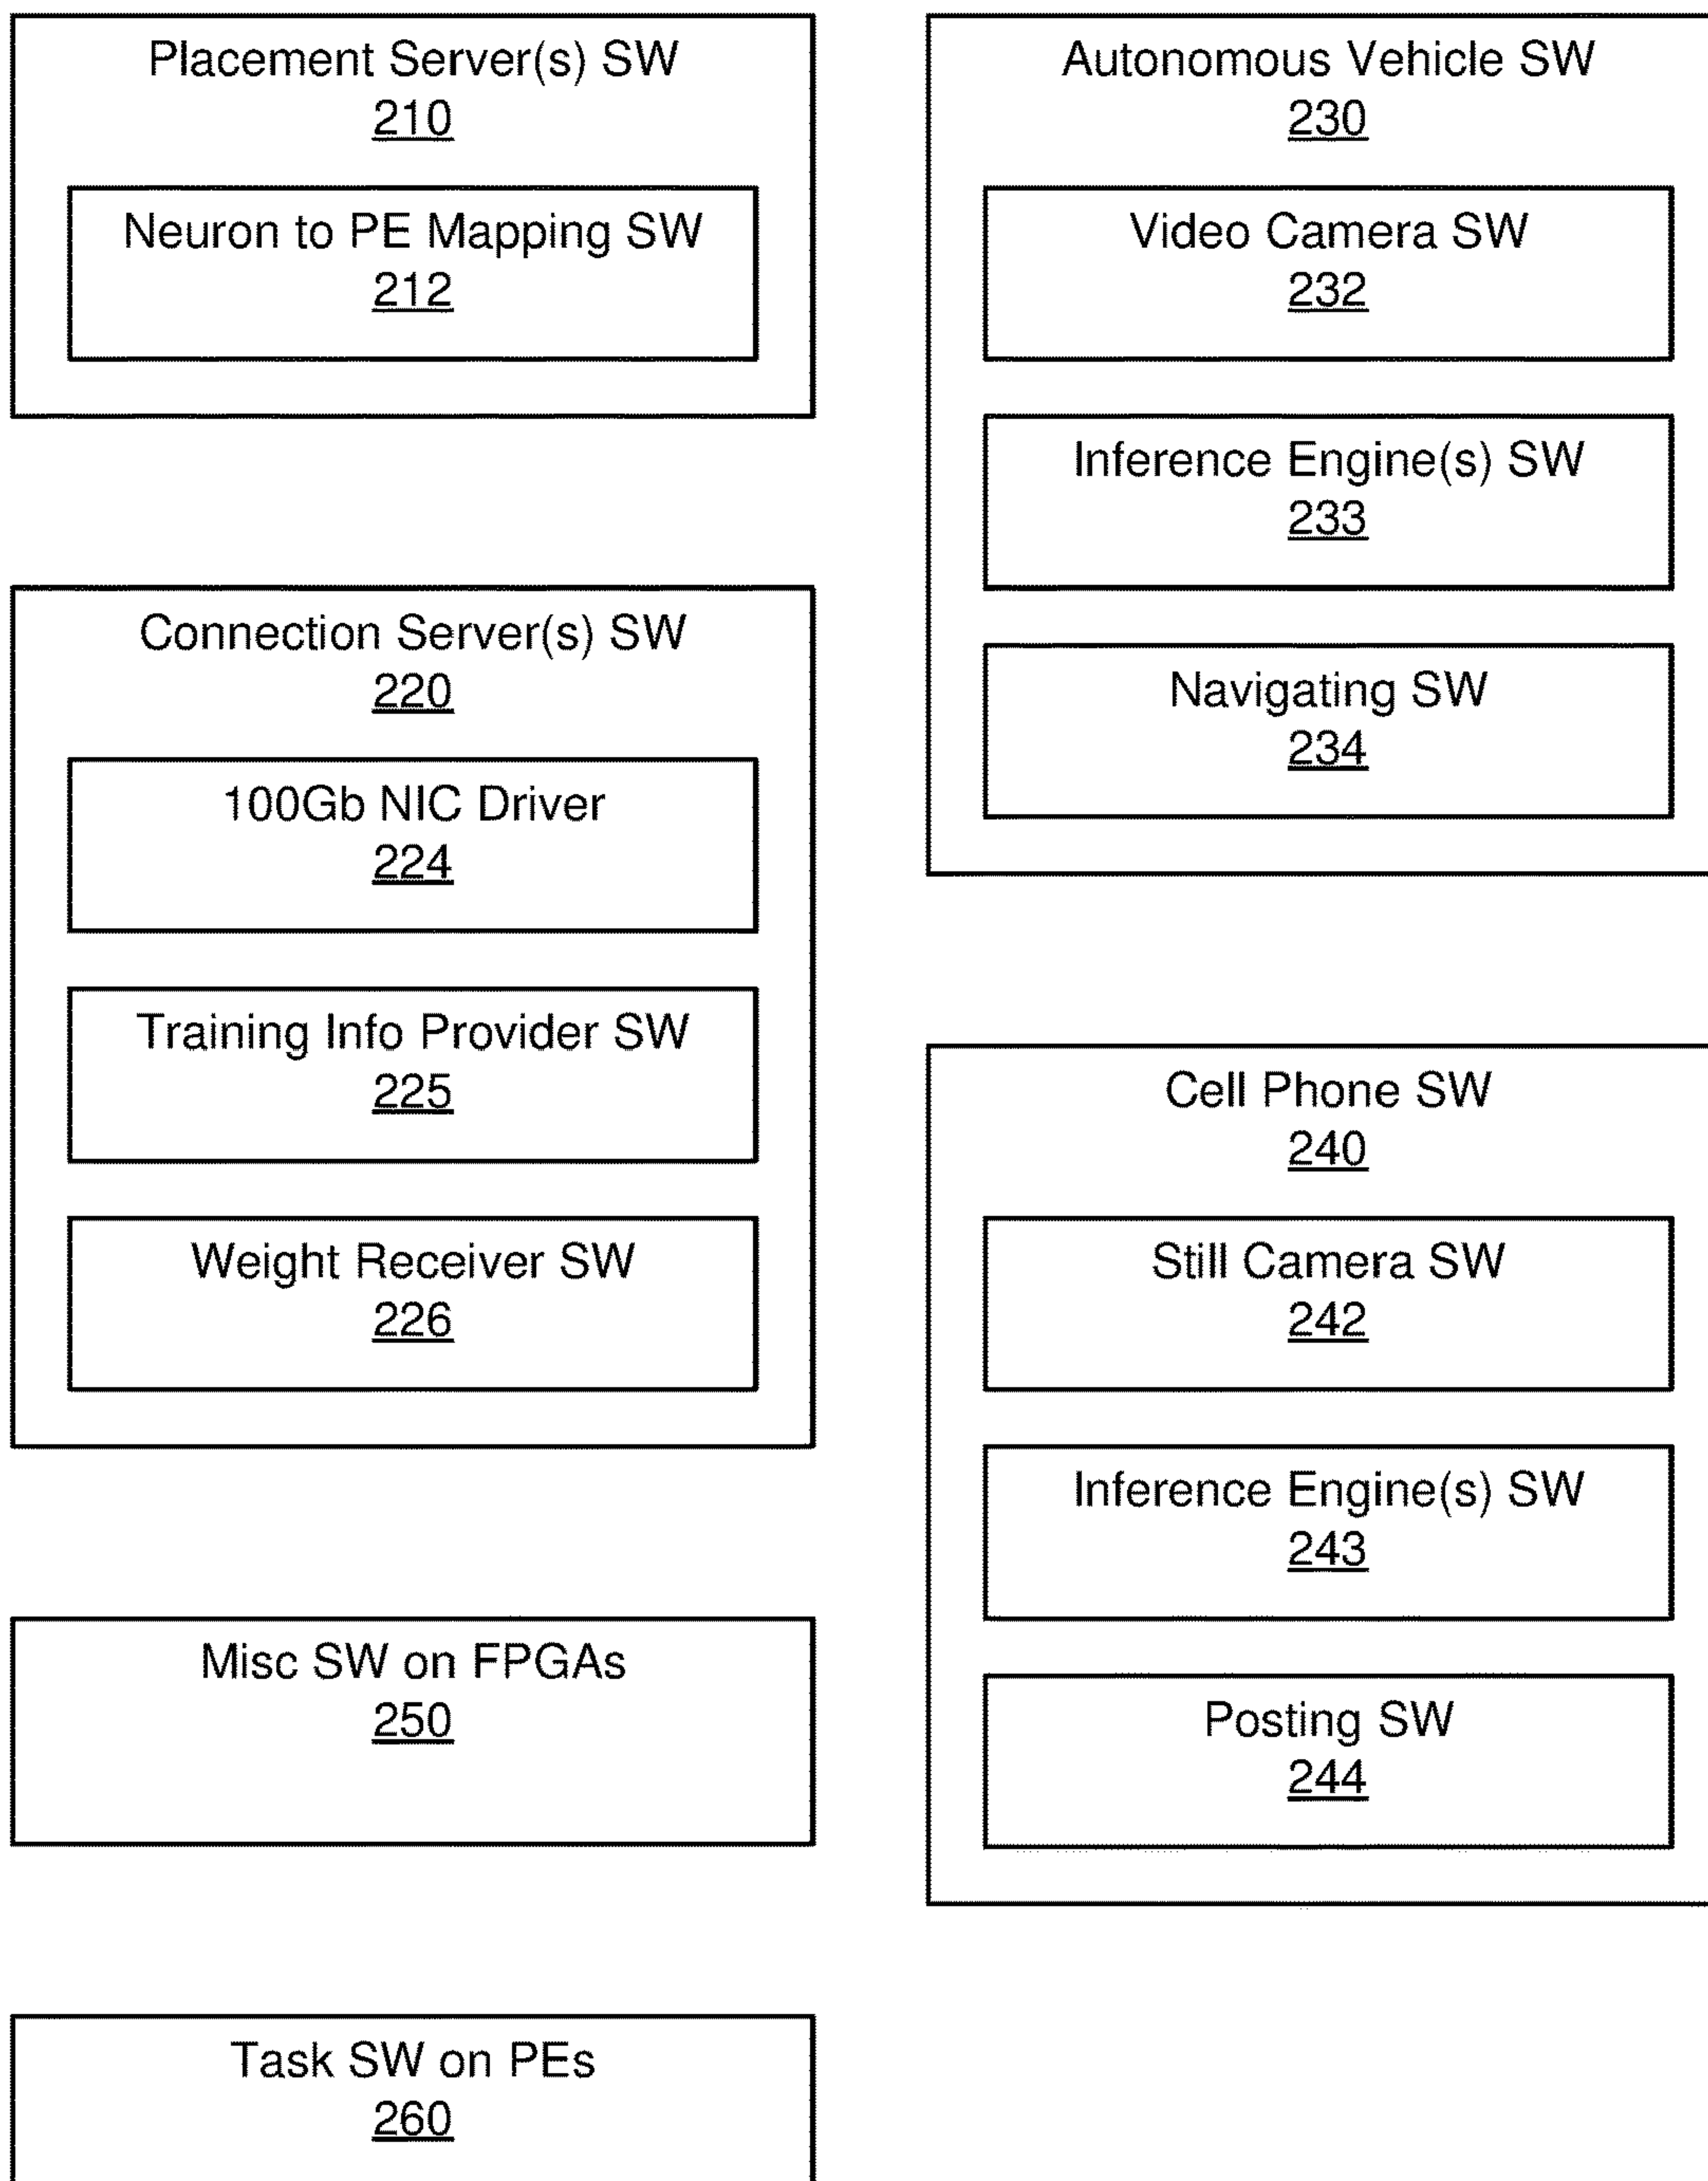 Placement Server(s) SW
210
Neuron to PE Mapping SW
212
Connection Server(s) SW
220
100Gb NIC Driver
224
Training Info Provider SW
225
Weight Receiver SW
226
Misc SW on FPGAs
250
Task SW on PEs
260
Autonomous Vehicle SW
230
Video Camera SW
232
Inference Engine(s) SW
233
Navigating SW
234
Cell Phone SW
240
Still Camera SW
242
Inference Engine(s) SW
243
Posting SW
244